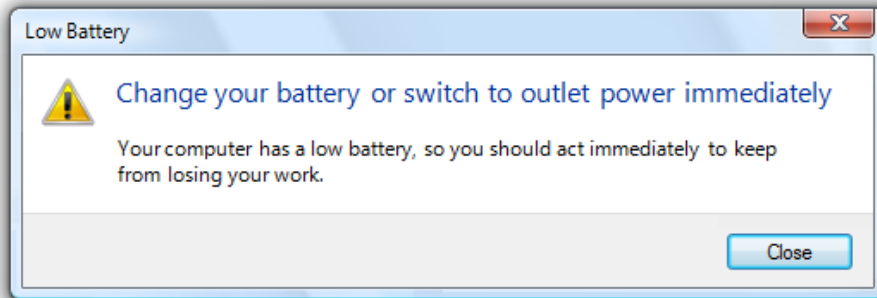 Low Battery
Change your battery or switch to outlet power immediately
Your computer has a low battery, so you should act immediately to keep
from losing your work.
Close